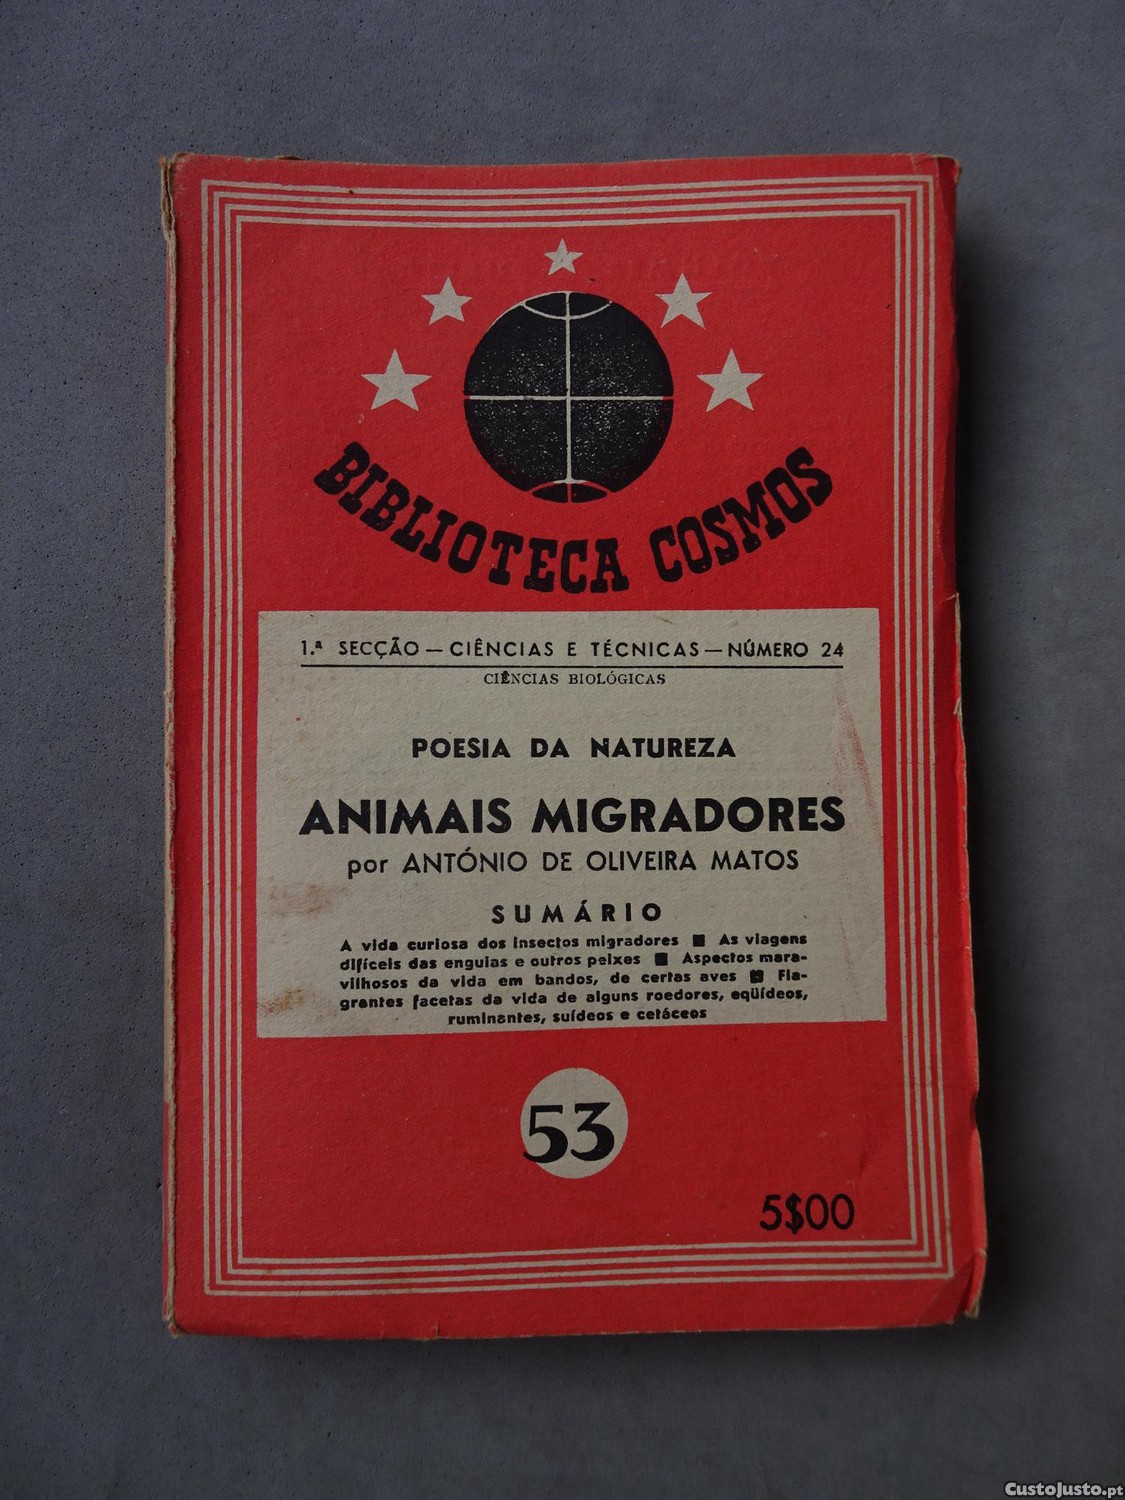 BIBLIOTECA COSMOS
1.ª SECÇÃO — CIÊNCIAS E TÉCNICAS — NÚMERO 24
CIÊNCIAS BIOLÓGICAS
POESIA DA NATUREZA
ANIMAIS MIGRADORES
por ANTÓNIO DE OLIVEIRA MATOS
SUMÁRIO
A vida curiosa dos insectos migradores ■ As viagens
difíceis das enguias e outros peixes ■ Aspectos mara-
vilhosos da vida em bandos, de certas aves ■ Fla-
grantes facetas da vida de alguns roedores, eqüídeos,
ruminantes, suídeos e cetáceos
53
5$00
CustoJusto.pt